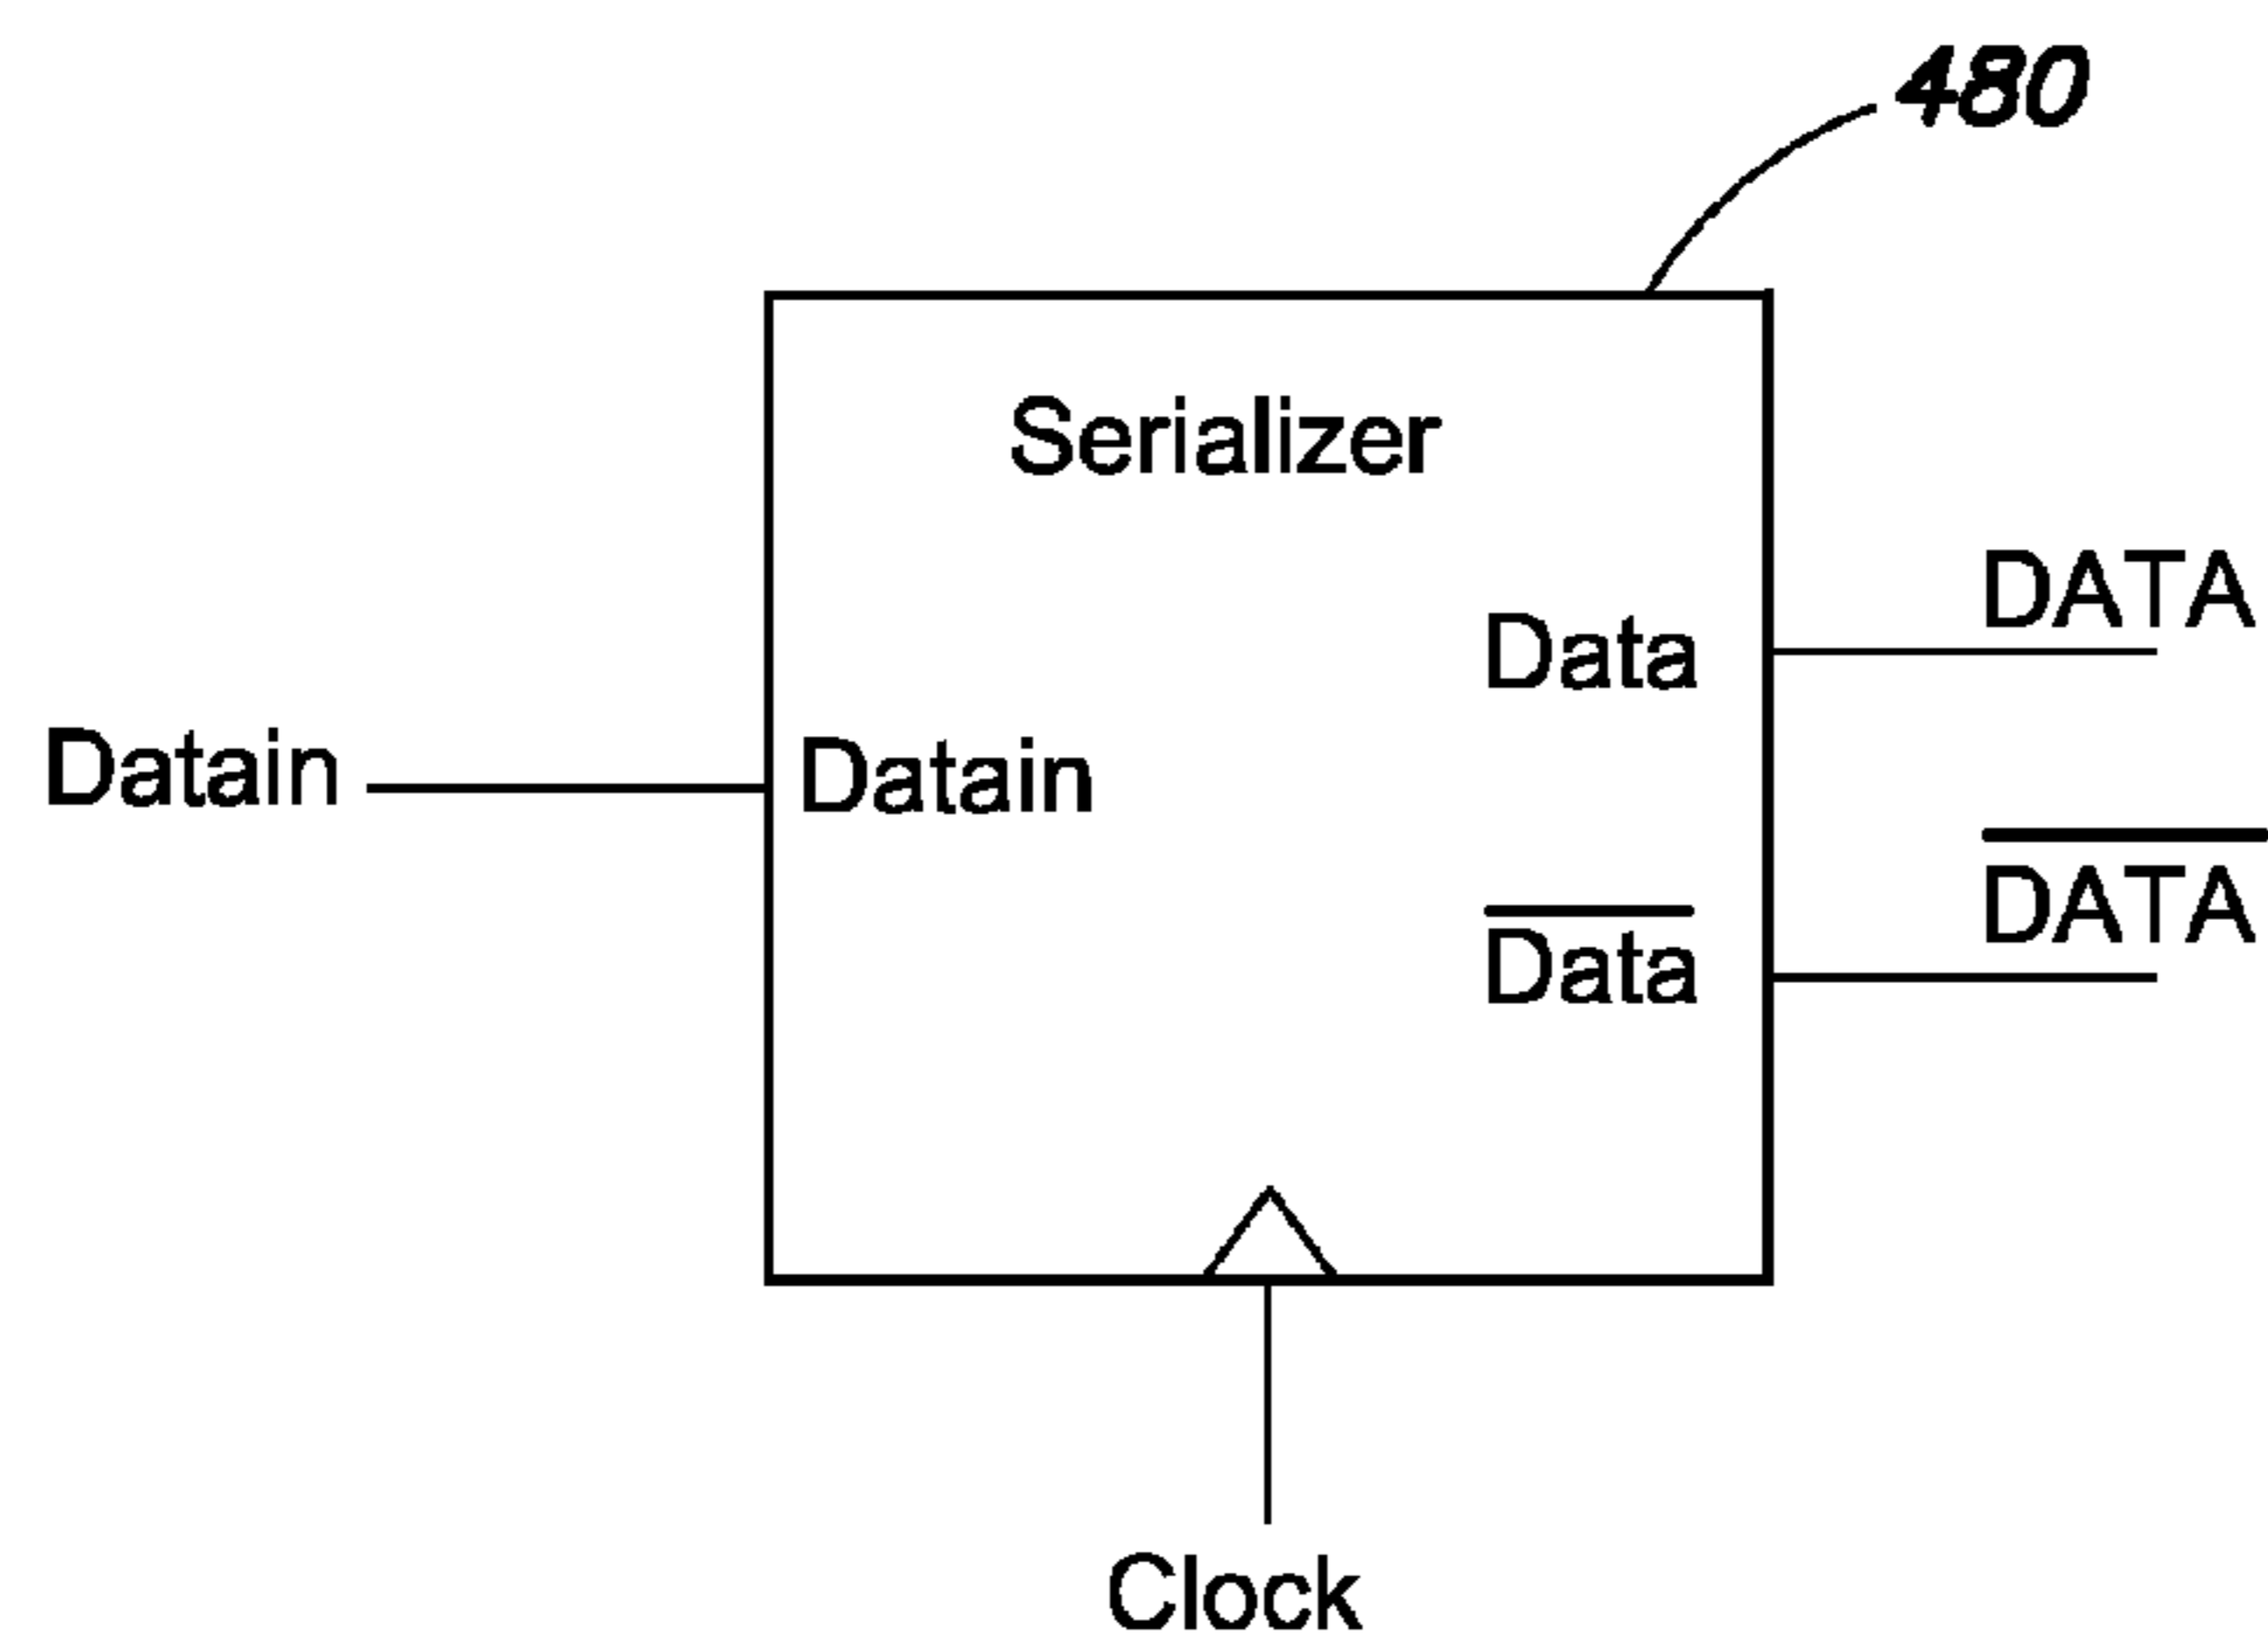 480
Serializer
DATA
Data
Datain
Datain
DATA
Data
Clock